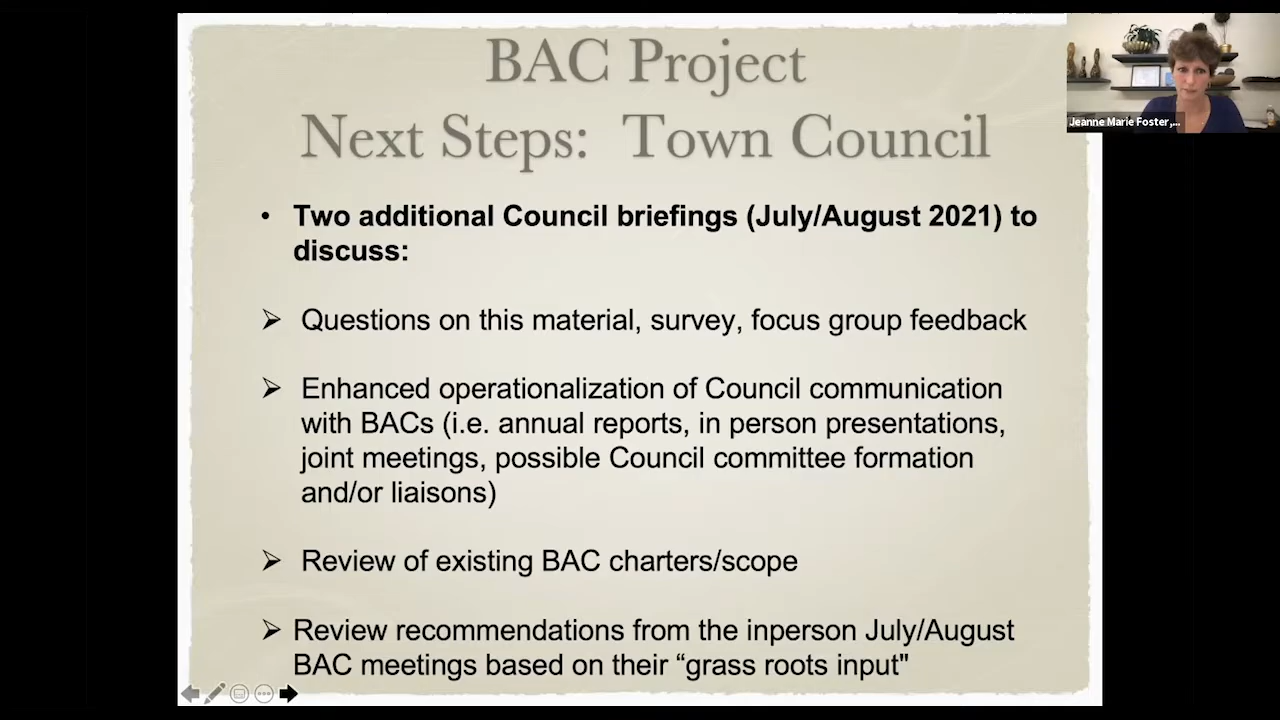 BAC Project
Next Steps: Town Council
• Two additional Council briefings (July/August 2021) to
discuss:
➢ Questions on this material, survey, focus group feedback
➢ Enhanced operationalization of Council communication
with BACs (i.e. annual reports, in person presentations,
joint meetings, possible Council committee formation
and/or liaisons)
➢ Review of existing BAC charters/scope
➢ Review recommendations from the inperson July/August
BAC meetings based on their “grass roots input"
Jeanne Marie Foster,...